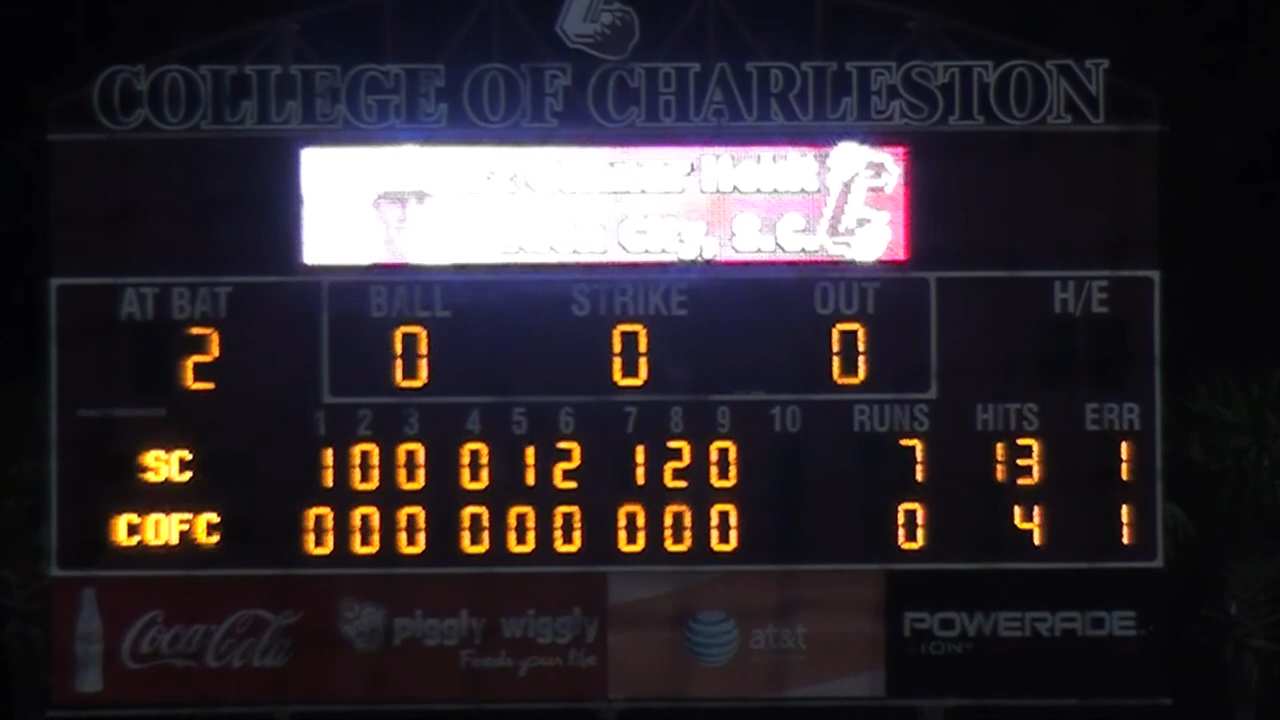 COLLEGE OF CHARLESTON
City, S.C.
AT BAT BALL STRIKE OUT H/E
2 0 0 0
1 2 3 4 5 6 7 8 9 10 RUNS HITS ERR
SC 1 0 0 0 1 2 1 2 0 7 13 1
COFC 0 0 0 0 0 0 0 0 0 0 4 1
Coca-Cola piggly wiggly at&t POWERADE
Feeds your life ION